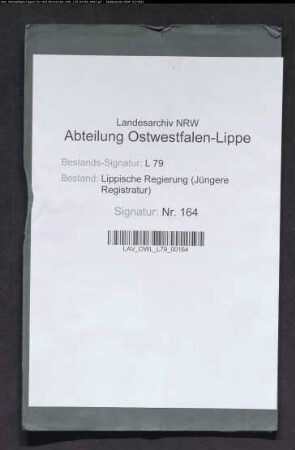 Landesarchiv NRW
Abteilung Ostwestfalen-Lippe
Bestands-Signatur: L 79
Bestand: Lippische Regierung (Jüngere
Registratur)
Signatur: Nr. 164
LAV_OWL_L79_00164